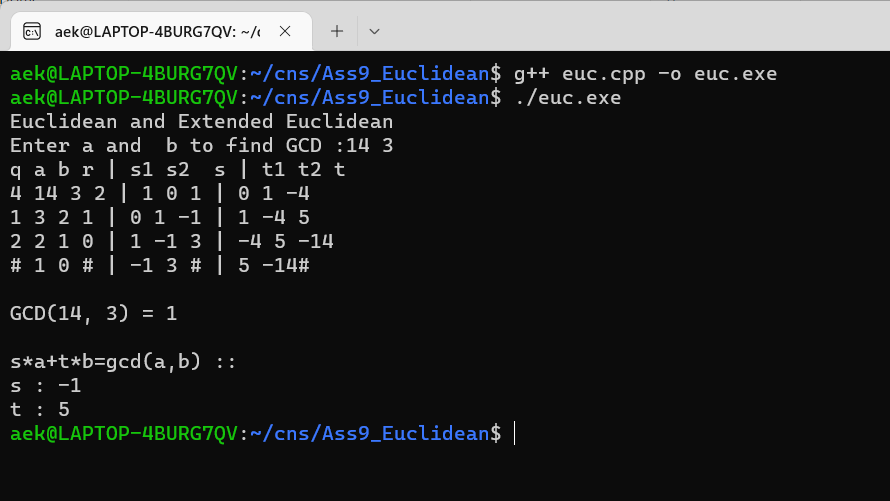 aek@LAPTOP-4BURG7QV: ~/c
aek@LAPTOP-4BURG7QV:~/cns/Ass9_Euclidean$ g++ euc.cpp -o euc.exe
aek@LAPTOP-4BURG7QV:~/cns/Ass9_Euclidean$ ./euc.exe
Euclidean and Extended Euclidean
Enter a and  b to find GCD :14 3
q a b r | s1 s2  s | t1 t2 t
4 14 3 2 | 1 0 1 | 0 1 -4
1 3 2 1 | 0 1 -1 | 1 -4 5
2 2 1 0 | 1 -1 3 | -4 5 -14
# 1 0 # | -1 3 # | 5 -14#
GCD(14, 3) = 1
s*a+t*b=gcd(a,b) ::
s : -1
t : 5
aek@LAPTOP-4BURG7QV:~/cns/Ass9_Euclidean$